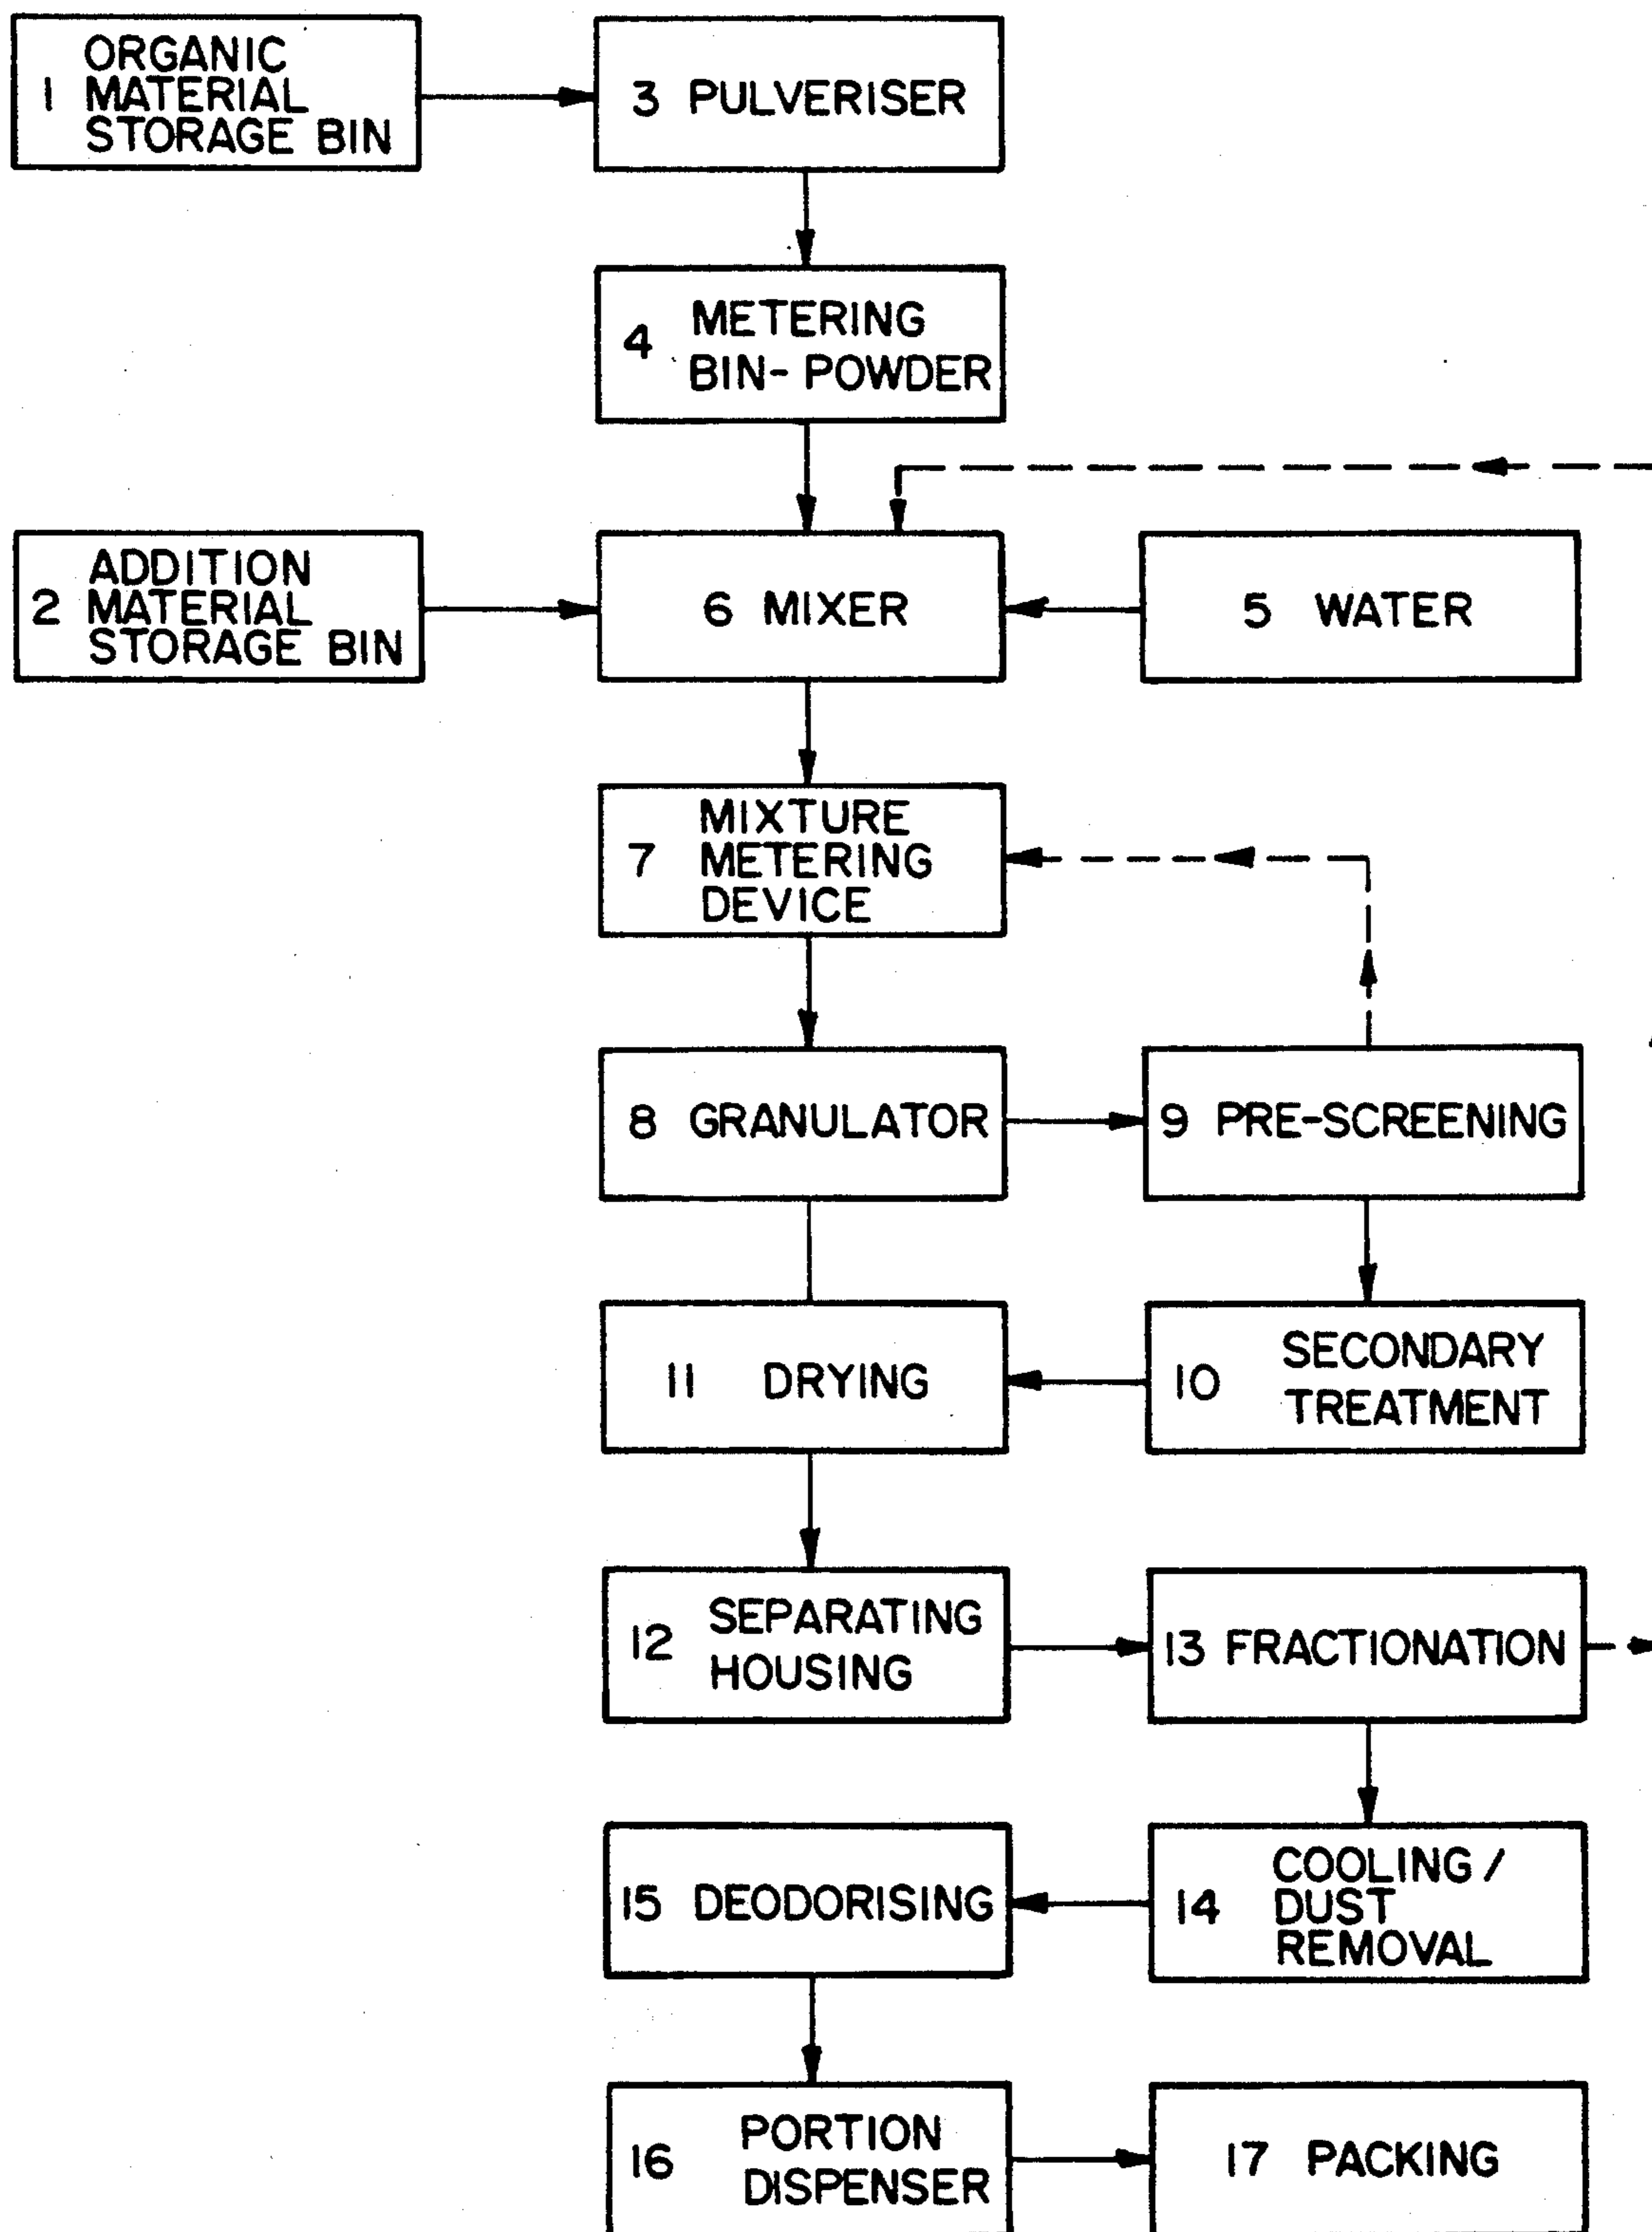 1 ORGANIC
MATERIAL
STORAGE BIN
3 PULVERISER
4 METERING
BIN- POWDER
2 ADDITION
MATERIAL
STORAGE BIN
6 MIXER
5 WATER
7 MIXTURE
METERING
DEVICE
8 GRANULATOR
9 PRE-SCREENING
11 DRYING
10 SECONDARY
TREATMENT
12 SEPARATING
HOUSING
13 FRACTIONATION
15 DEODORISING
14 COOLING /
DUST
REMOVAL
16 PORTION
DISPENSER
17 PACKING